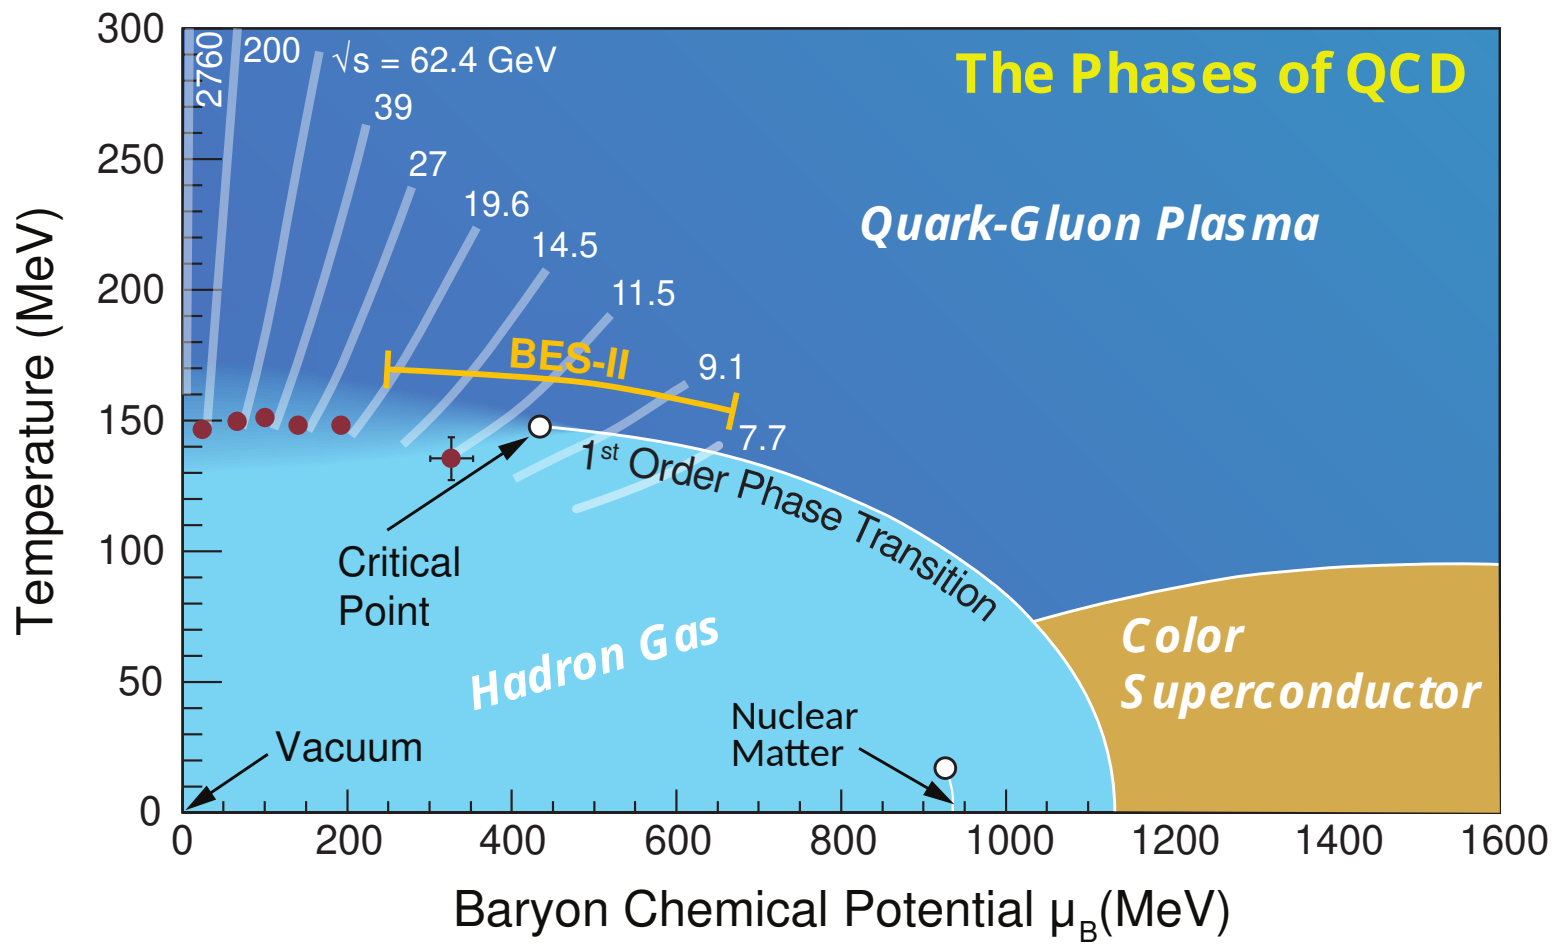 The Phases of QCD
2760
200
√s = 62.4 GeV
39
27
19.6
14.5
11.5
9.1
7.7
BES-II
Quark-Gluon Plasma
1st Order Phase Transition
Critical
Point
Hadron Gas
Color
Superconductor
Nuclear
Matter
Vacuum
Temperature (MeV)
300
250
200
150
100
50
0
0 200 400 600 800 1000 1200 1400 1600
Baryon Chemical Potential μB(MeV)